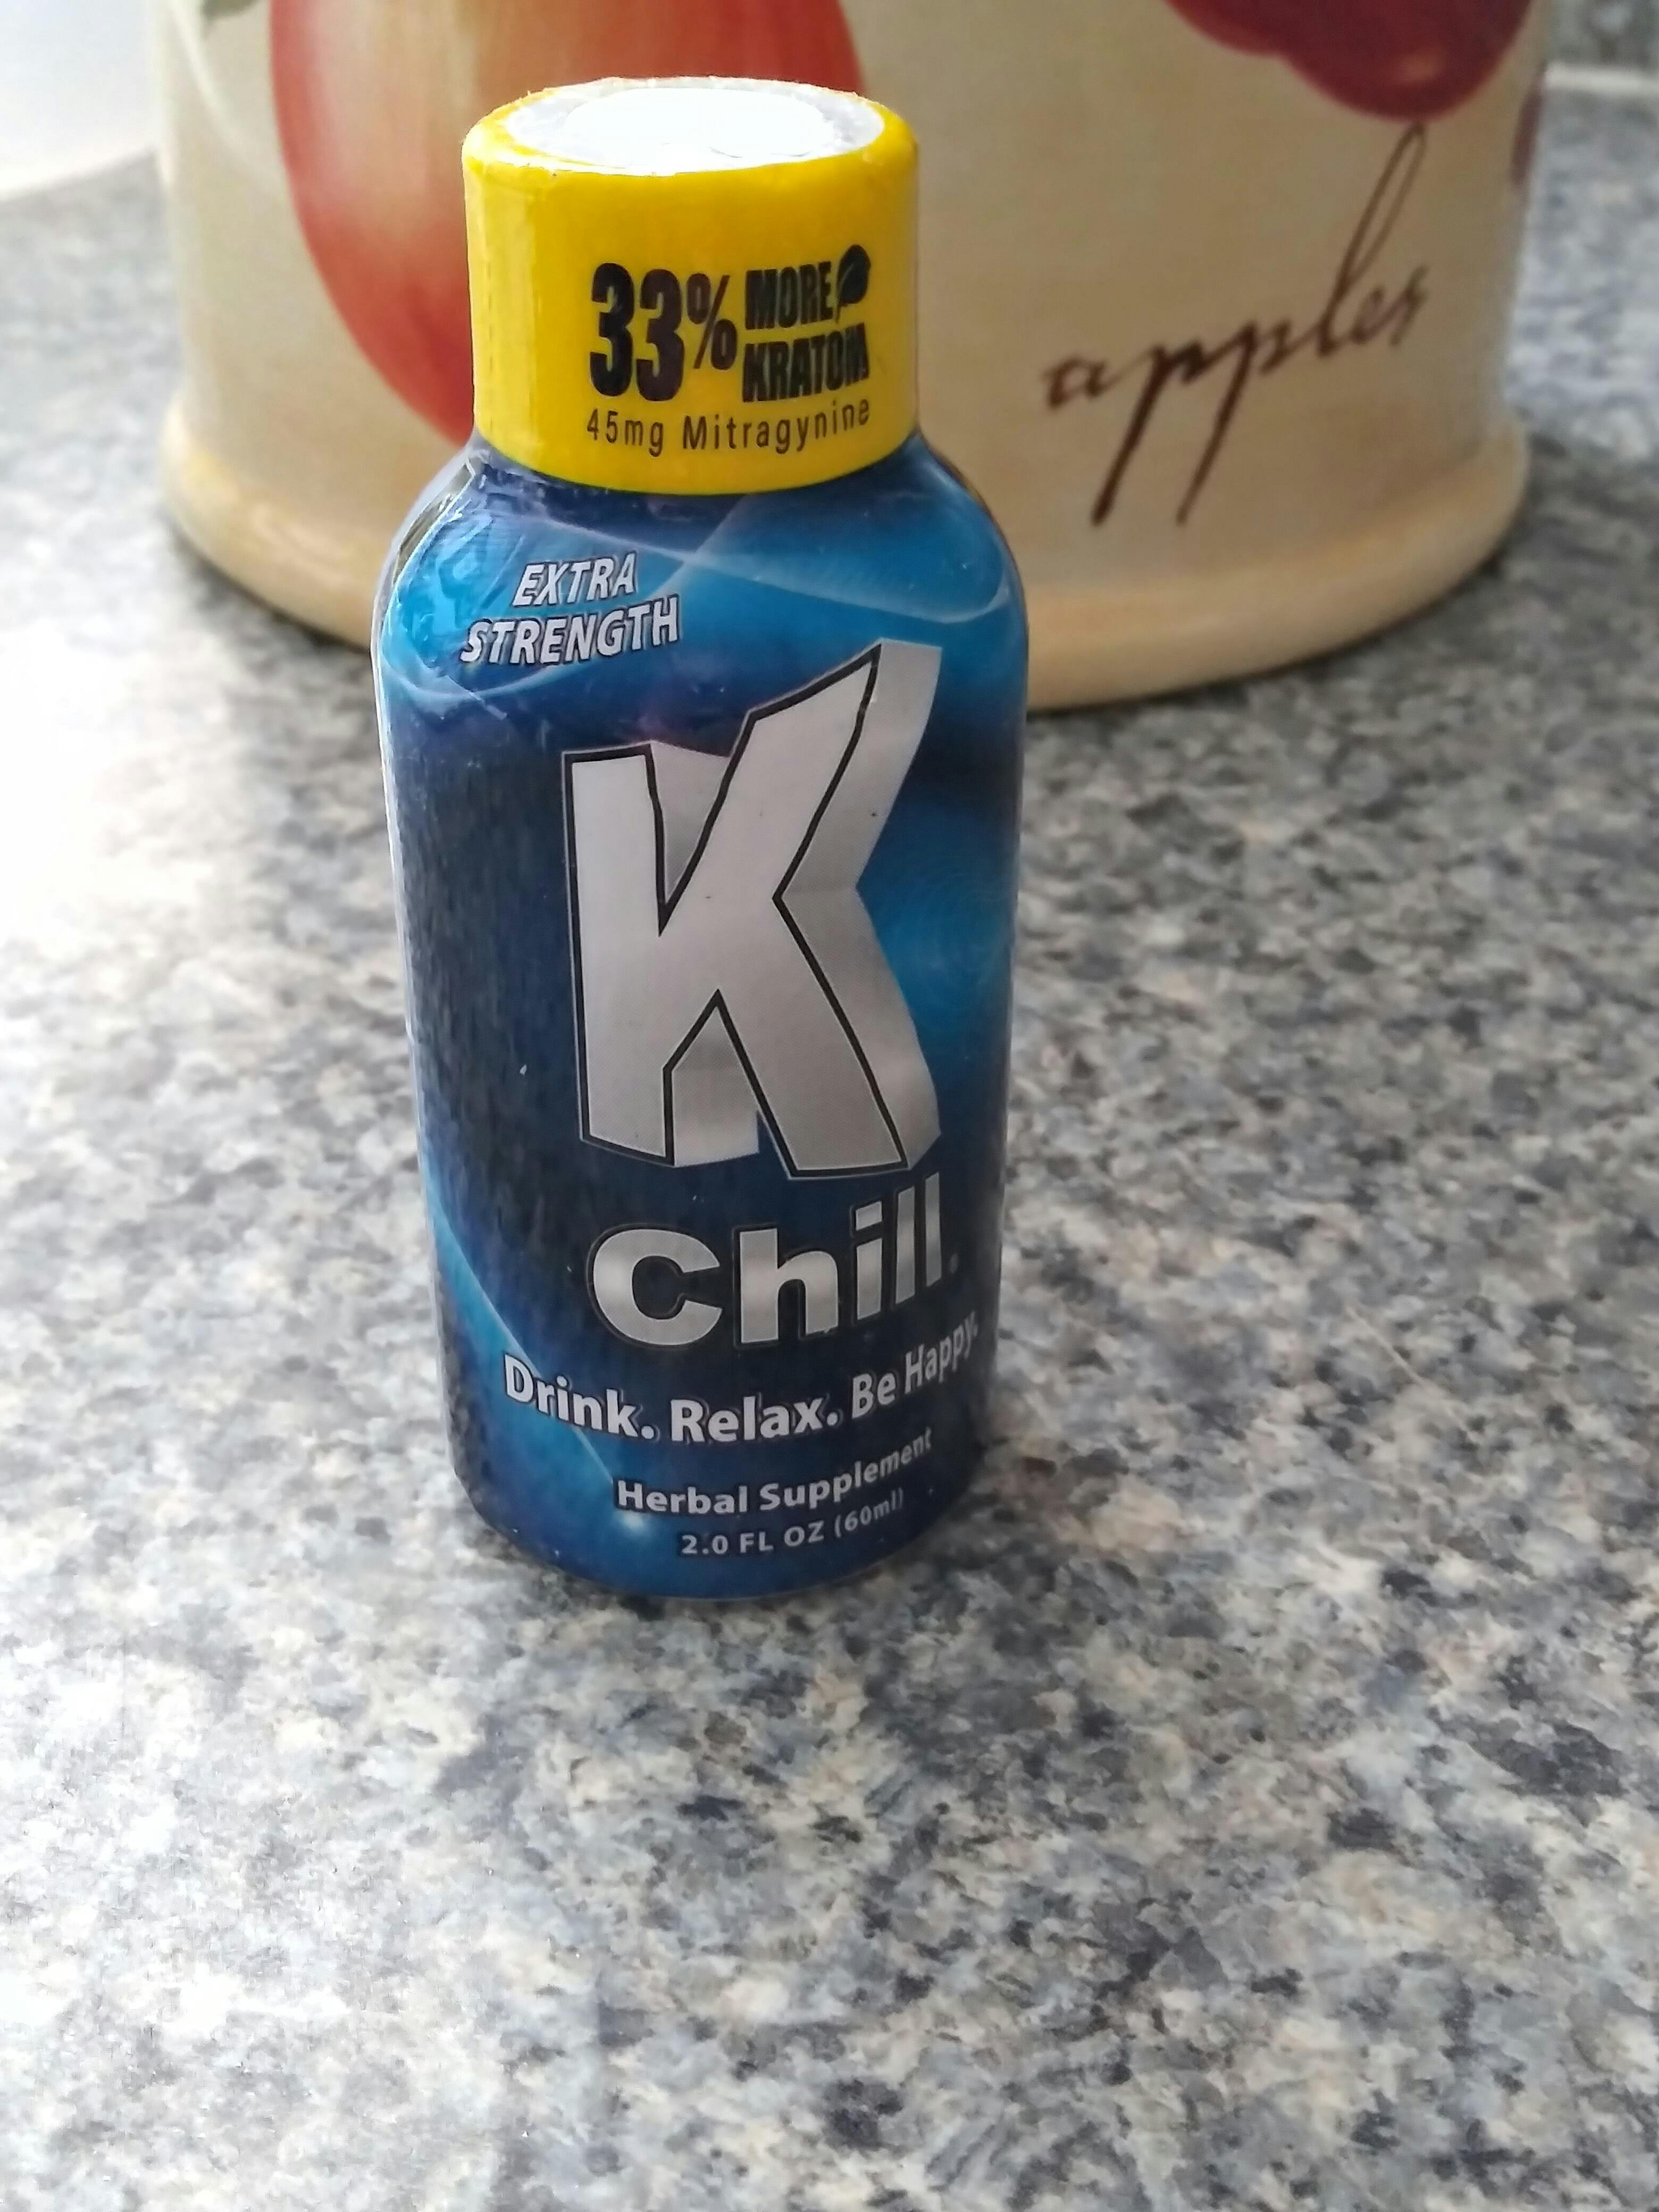 33% MORE
KRATOM
45mg Mitragynine
apples
EXTRA
STRENGTH
K
Chill
Drink. Relax. Be Happy.
Herbal Supplement
2.0 FL OZ (60ml)